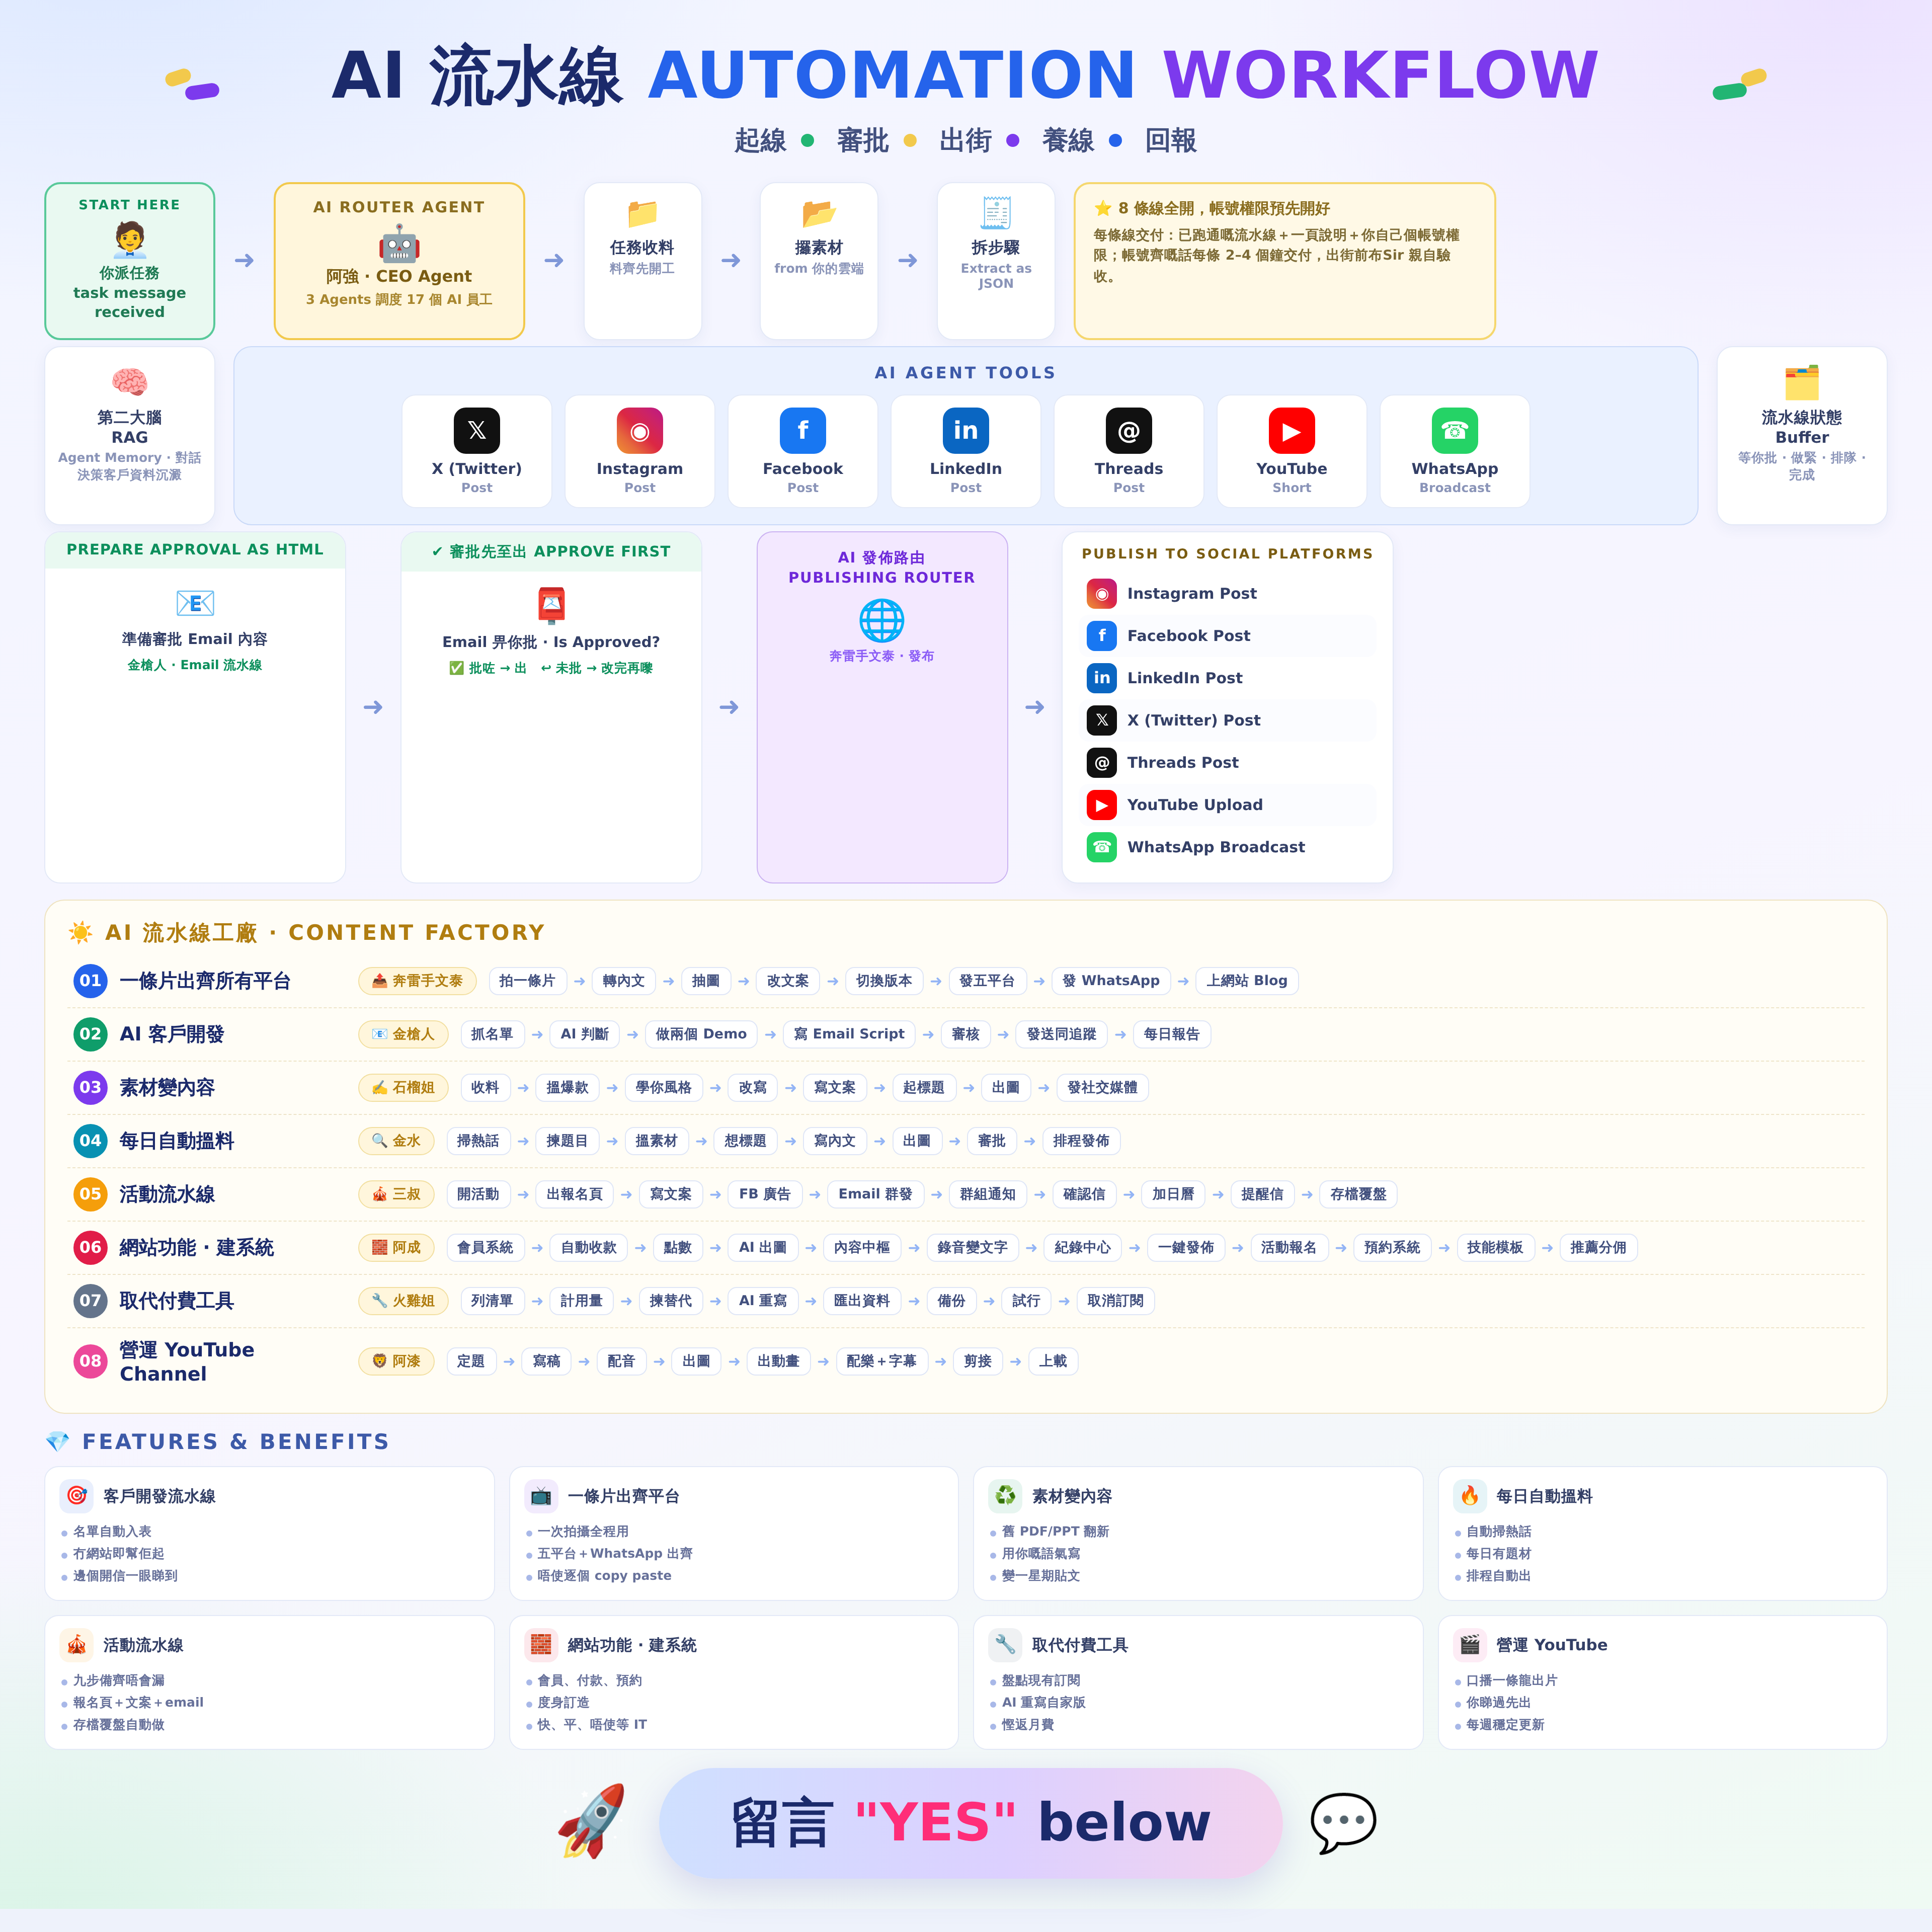 AI 流水線 AUTOMATION WORKFLOW
起線 ● 審批 ● 出街 ● 養線 ● 回報
START HERE
你派任務
task message
received
➜
AI ROUTER AGENT
阿強 · CEO Agent
3 Agents 調度 17 個 AI 員工
➜
任務收料
料齊先開工
➜
攞素材
from 你的雲端
➜
拆步驟
Extract as
JSON
⭐ 8 條線全開，帳號權限預先開好
每條線交付：已跑通嘅流水線＋一頁說明＋你自己個帳號權
限；帳號齊嘅話每條 2–4 個鐘交付，出街前布Sir 親自驗
收。
第二大腦
RAG
Agent Memory · 對話
決策客戶資料沉澱
AI AGENT TOOLS
𝕏
X (Twitter)
Post
Instagram
Post
f
Facebook
Post
in
LinkedIn
Post
@
Threads
Post
YouTube
Short
WhatsApp
Broadcast
流水線狀態
Buffer
等你批 · 做緊 · 排隊 ·
完成
PREPARE APPROVAL AS HTML
準備審批 Email 內容
金槍人 · Email 流水線
➜
✔ 審批先至出 APPROVE FIRST
Email 畀你批 · Is Approved?
✅ 批咗 → 出 ↩ 未批 → 改完再嚟
➜
AI 發佈路由
PUBLISHING ROUTER
奔雷手文泰 · 發布
➜
PUBLISH TO SOCIAL PLATFORMS
Instagram Post
f Facebook Post
in LinkedIn Post
𝕏 X (Twitter) Post
@ Threads Post
YouTube Upload
WhatsApp Broadcast
AI 流水線工廠 · CONTENT FACTORY
01 一條片出齊所有平台 奔雷手文泰 拍一條片 ➜ 轉內文 ➜ 抽圖 ➜ 改文案 ➜ 切換版本 ➜ 發五平台 ➜ 發 WhatsApp ➜ 上網站 Blog
02 AI 客戶開發 金槍人 抓名單 ➜ AI 判斷 ➜ 做兩個 Demo ➜ 寫 Email Script ➜ 審核 ➜ 發送同追蹤 ➜ 每日報告
03 素材變內容 石榴姐 收料 ➜ 搵爆款 ➜ 學你風格 ➜ 改寫 ➜ 寫文案 ➜ 起標題 ➜ 出圖 ➜ 發社交媒體
04 每日自動搵料 金水 掃熱話 ➜ 揀題目 ➜ 搵素材 ➜ 想標題 ➜ 寫內文 ➜ 出圖 ➜ 審批 ➜ 排程發佈
05 活動流水線 三叔 開活動 ➜ 出報名頁 ➜ 寫文案 ➜ FB 廣告 ➜ Email 群發 ➜ 群組通知 ➜ 確認信 ➜ 加日曆 ➜ 提醒信 ➜ 存檔覆盤
06 網站功能 · 建系統 阿成 會員系統 ➜ 自動收款 ➜ 點數 ➜ AI 出圖 ➜ 內容中樞 ➜ 錄音變文字 ➜ 紀錄中心 ➜ 一鍵發佈 ➜ 活動報名 ➜ 預約系統 ➜ 技能模板 ➜ 推薦分佣
07 取代付費工具 火雞姐 列清單 ➜ 計用量 ➜ 揀替代 ➜ AI 重寫 ➜ 匯出資料 ➜ 備份 ➜ 試行 ➜ 取消訂閱
08 營運 YouTube
Channel 阿漆 定題 ➜ 寫稿 ➜ 配音 ➜ 出圖 ➜ 出動畫 ➜ 配樂＋字幕 ➜ 剪接 ➜ 上載
FEATURES & BENEFITS
客戶開發流水線
名單自動入表
冇網站即幫佢起
邊個開信一眼睇到
一條片出齊平台
一次拍攝全程用
五平台＋WhatsApp 出齊
唔使逐個 copy paste
素材變內容
舊 PDF/PPT 翻新
用你嘅語氣寫
變一星期貼文
每日自動搵料
自動掃熱話
每日有題材
排程自動出
活動流水線
九步備齊唔會漏
報名頁＋文案＋email
存檔覆盤自動做
網站功能 · 建系統
會員、付款、預約
度身訂造
快、平、唔使等 IT
取代付費工具
盤點現有訂閱
AI 重寫自家版
慳返月費
營運 YouTube
口播一條龍出片
你睇過先出
每週穩定更新
留言 "YES" below